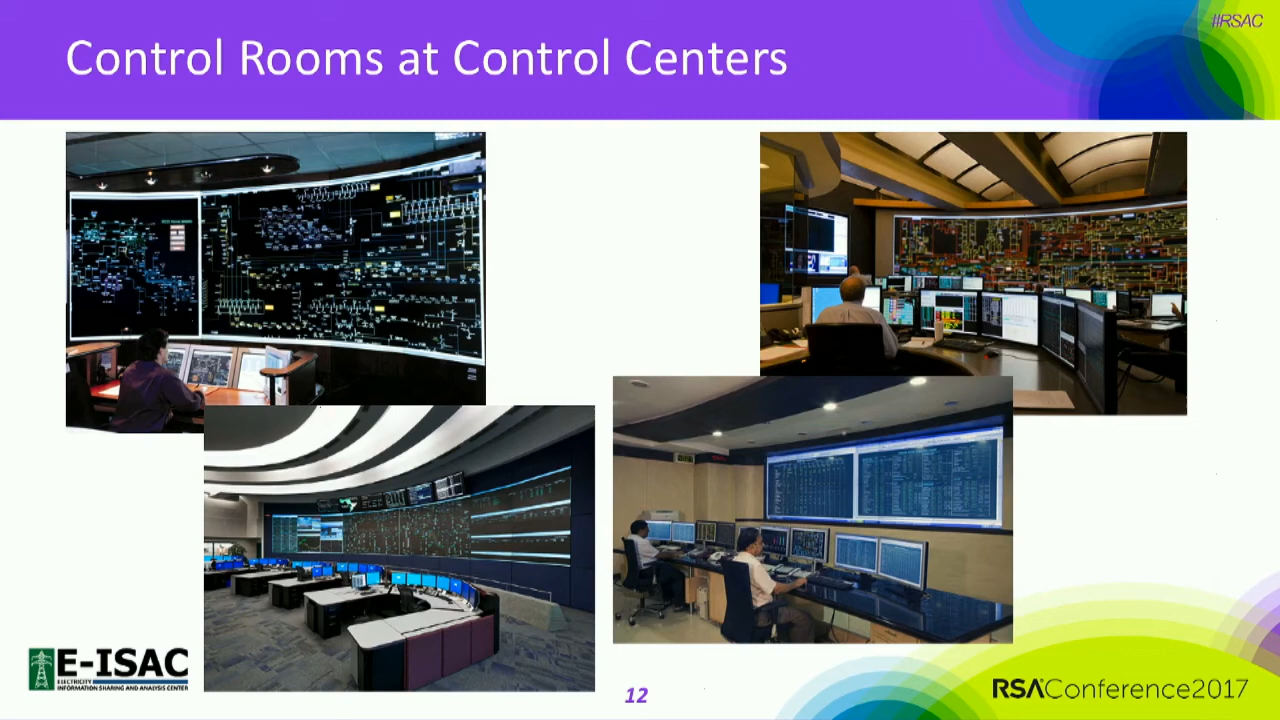 #RSAC
Control Rooms at Control Centers
E-ISAC
ELECTRICITY
INFORMATION SHARING AND ANALYSIS CENTER
12
RSAConference2017